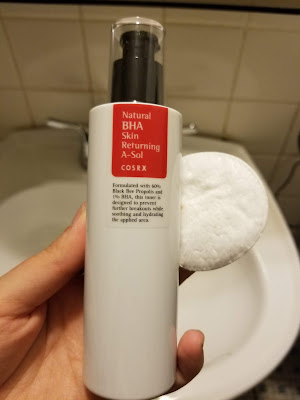 Natural
BHA
Skin
Returning
A-Sol
COSRX
Formulated with 60%
Black Bee Propolis and
1% BHA, this toner is
designed to prevent
further breakouts while
soothing and hydrating
the applied area.